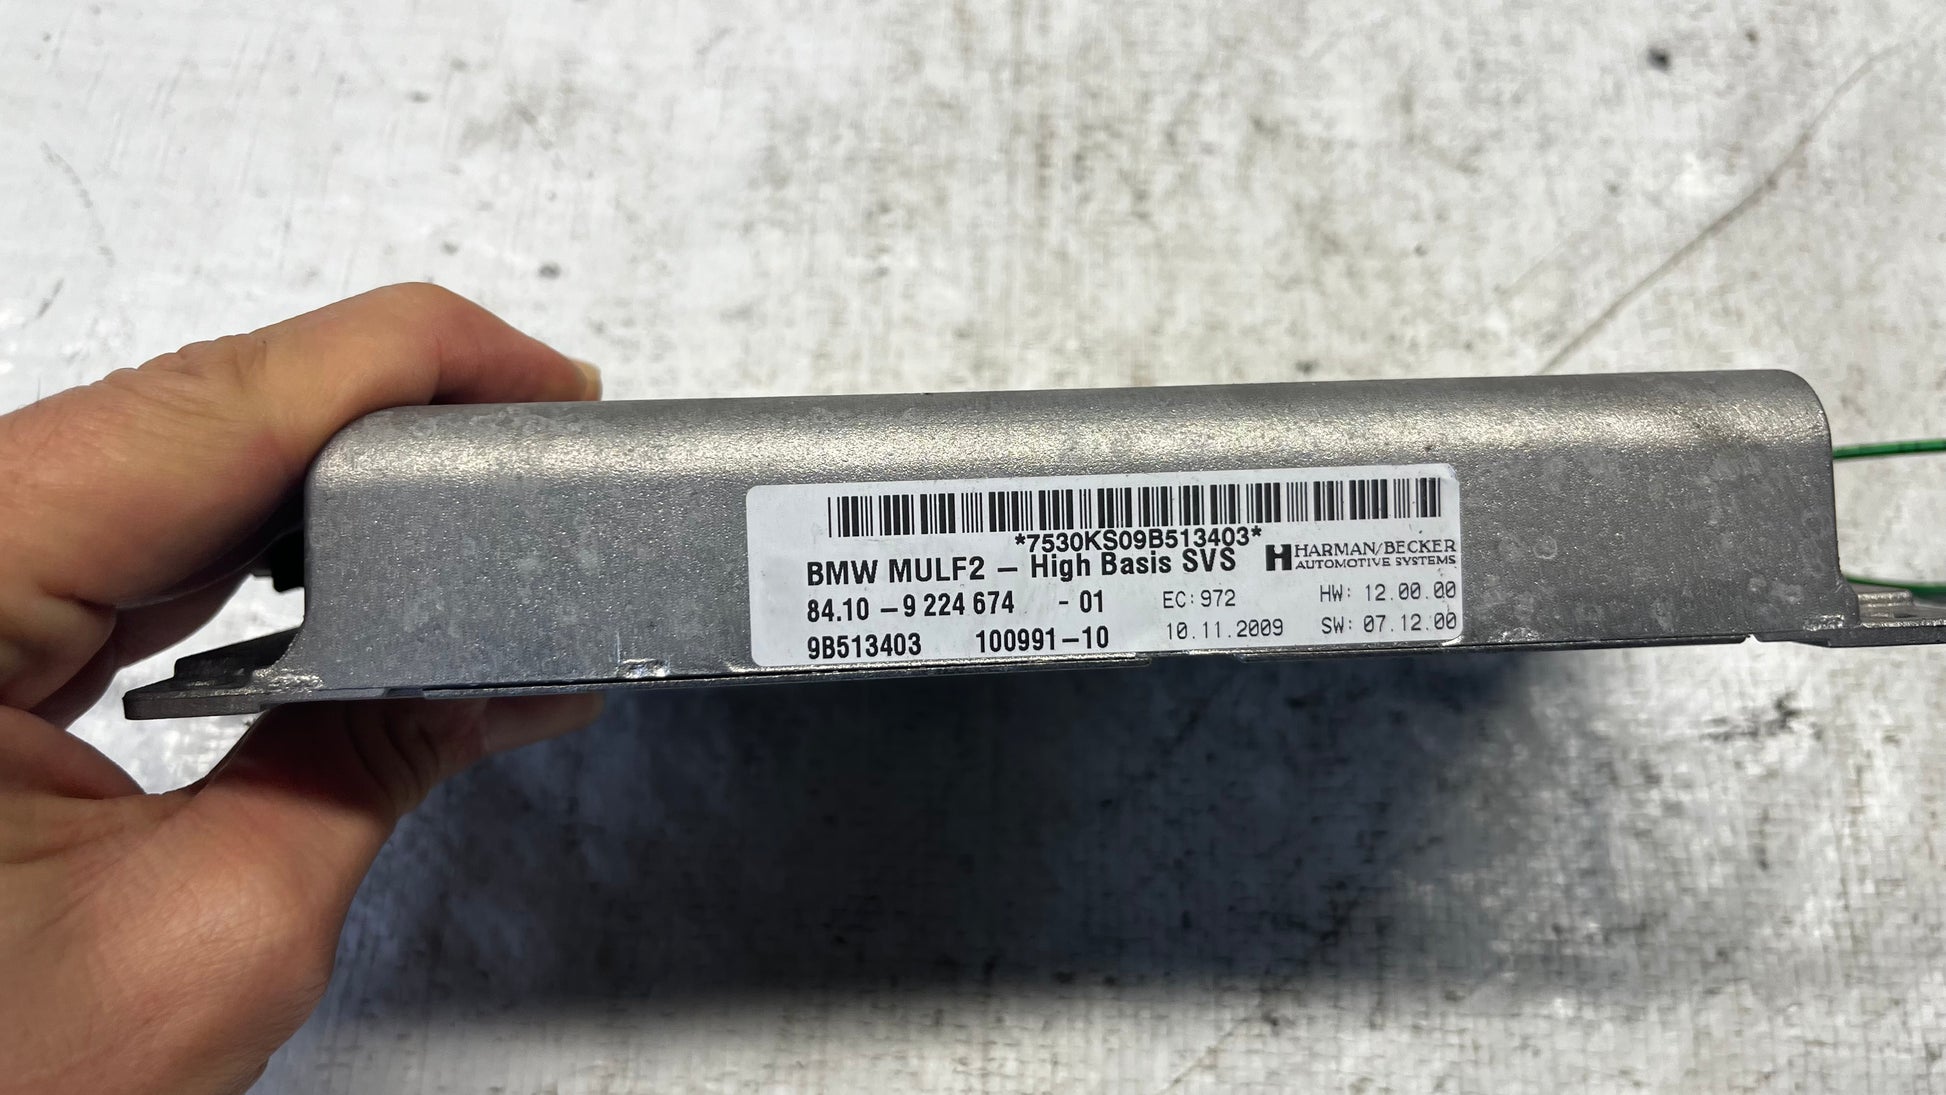 *7530KS09B513403*
BMW MULF2 – High Basis SVS
H HARMAN/BECKER
AUTOMOTIVE SYSTEMS
84.10 – 9 224 674 - 01 EC: 972 HW: 12.00.00
9B513403 100991-10 10.11.2009 SW: 07.12.00